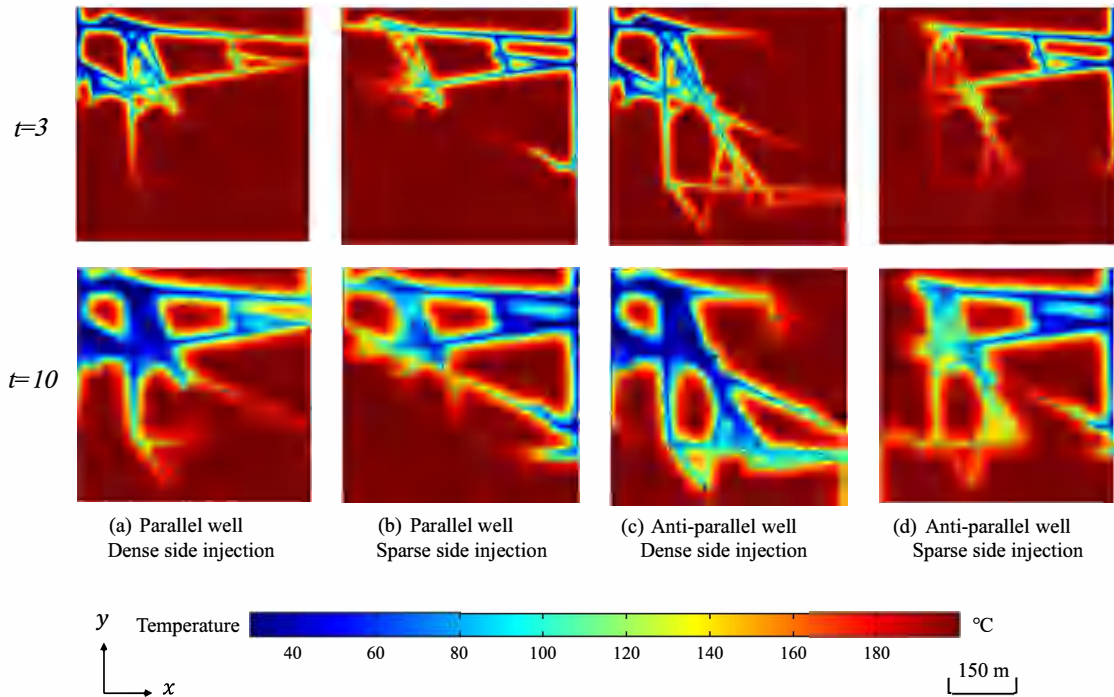 t=3
t=10
(a) Parallel well
Dense side injection
(b) Parallel well
Sparse side injection
(c) Anti-parallel well
Dense side injection
(d) Anti-parallel well
Sparse side injection
Temperature
℃
40 60 80 100 120 140 160 180
y
x
150 m